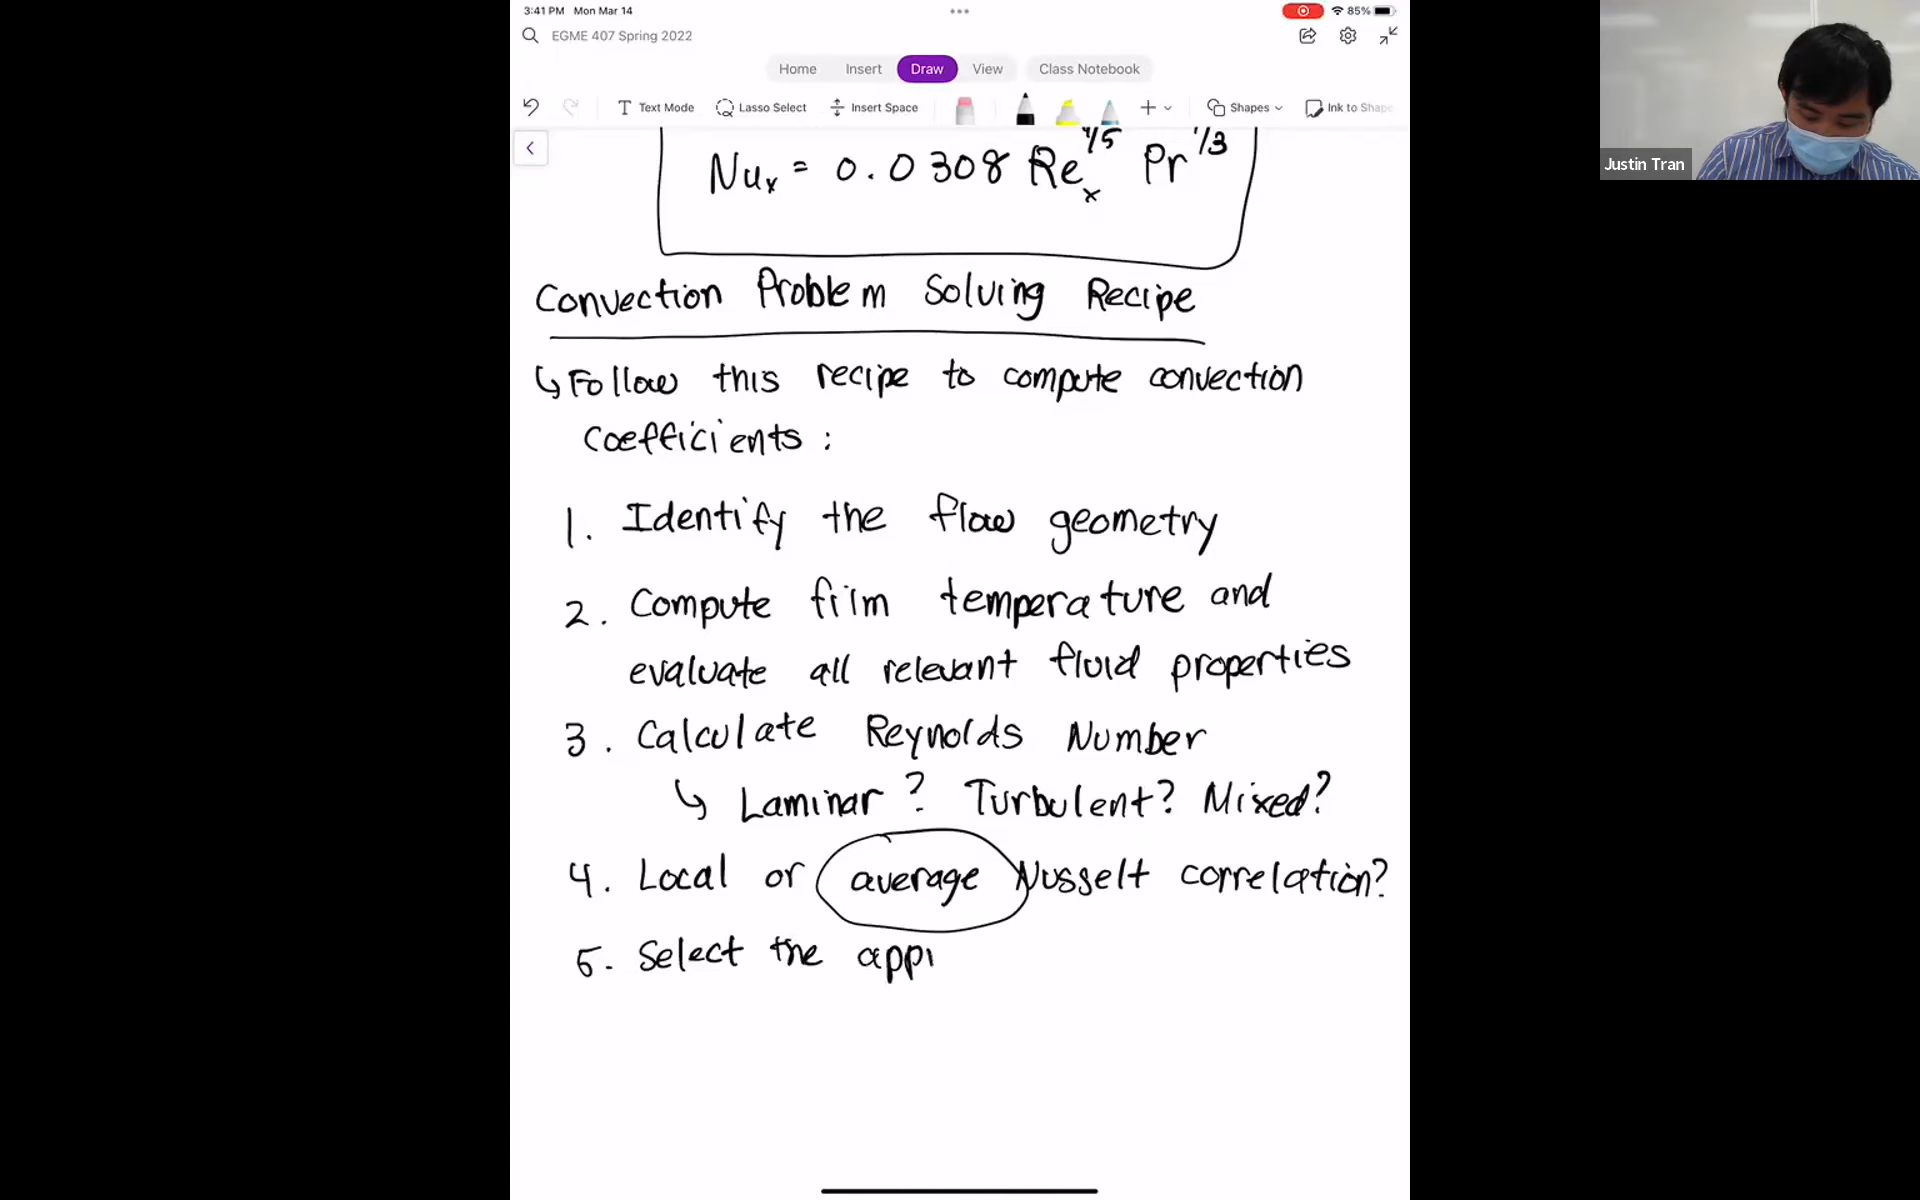 3:41 PM Mon Mar 14
85%
EGME 407 Spring 2022
Home Insert Draw View Class Notebook
Text Mode Lasso Select Insert Space Shapes Ink to Shape
Nuₓ = 0.0308 Reₓ^4/5 Pr^1/3
Convection Problem Solving Recipe
↳ Follow this recipe to compute convection
coefficients :
1. Identify the flow geometry
2. Compute film temperature and
evaluate all relevant fluid properties
3. Calculate Reynolds Number
↳ Laminar? Turbulent? Mixed?
4. Local or average Nusselt correlation?
5. Select the app
Justin Tran